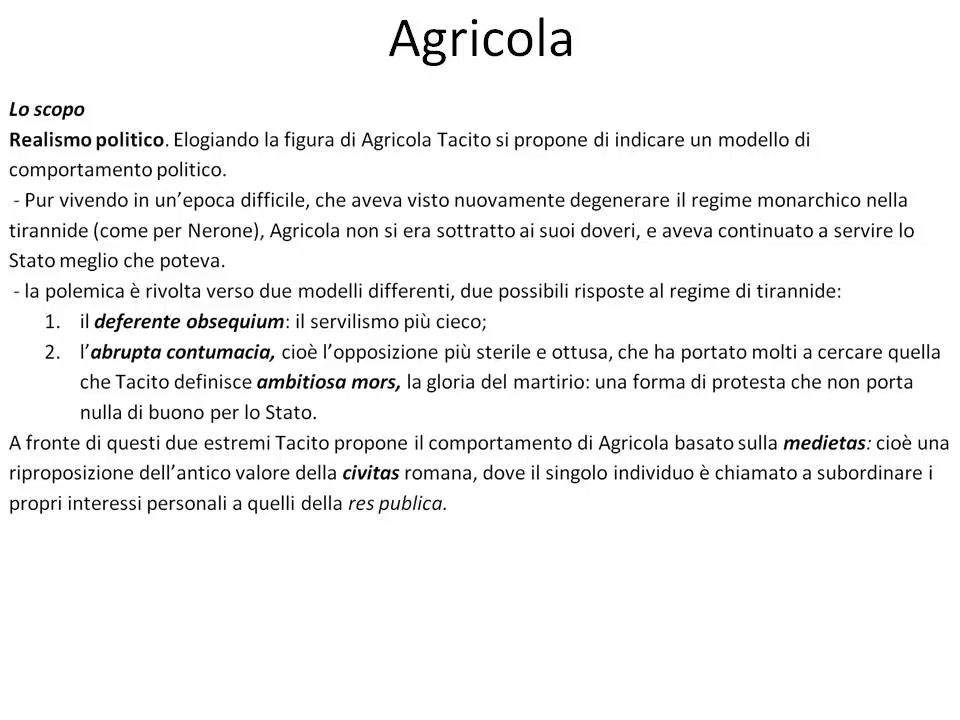 Agricola
Lo scopo
Realismo politico. Elogiando la figura di Agricola Tacito si propone di indicare un modello di
comportamento politico.
- Pur vivendo in un’epoca difficile, che aveva visto nuovamente degenerare il regime monarchico nella
tirannide (come per Nerone), Agricola non si era sottratto ai suoi doveri, e aveva continuato a servire lo
Stato meglio che poteva.
- la polemica è rivolta verso due modelli differenti, due possibili risposte al regime di tirannide:
1. il deferente obsequium: il servilismo più cieco;
2. l’abrupta contumacia, cioè l’opposizione più sterile e ottusa, che ha portato molti a cercare quella
che Tacito definisce ambitiosa mors, la gloria del martirio: una forma di protesta che non porta
nulla di buono per lo Stato.
A fronte di questi due estremi Tacito propone il comportamento di Agricola basato sulla medietas: cioè una
riproposizione dell’antico valore della civitas romana, dove il singolo individuo è chiamato a subordinare i
propri interessi personali a quelli della res publica.